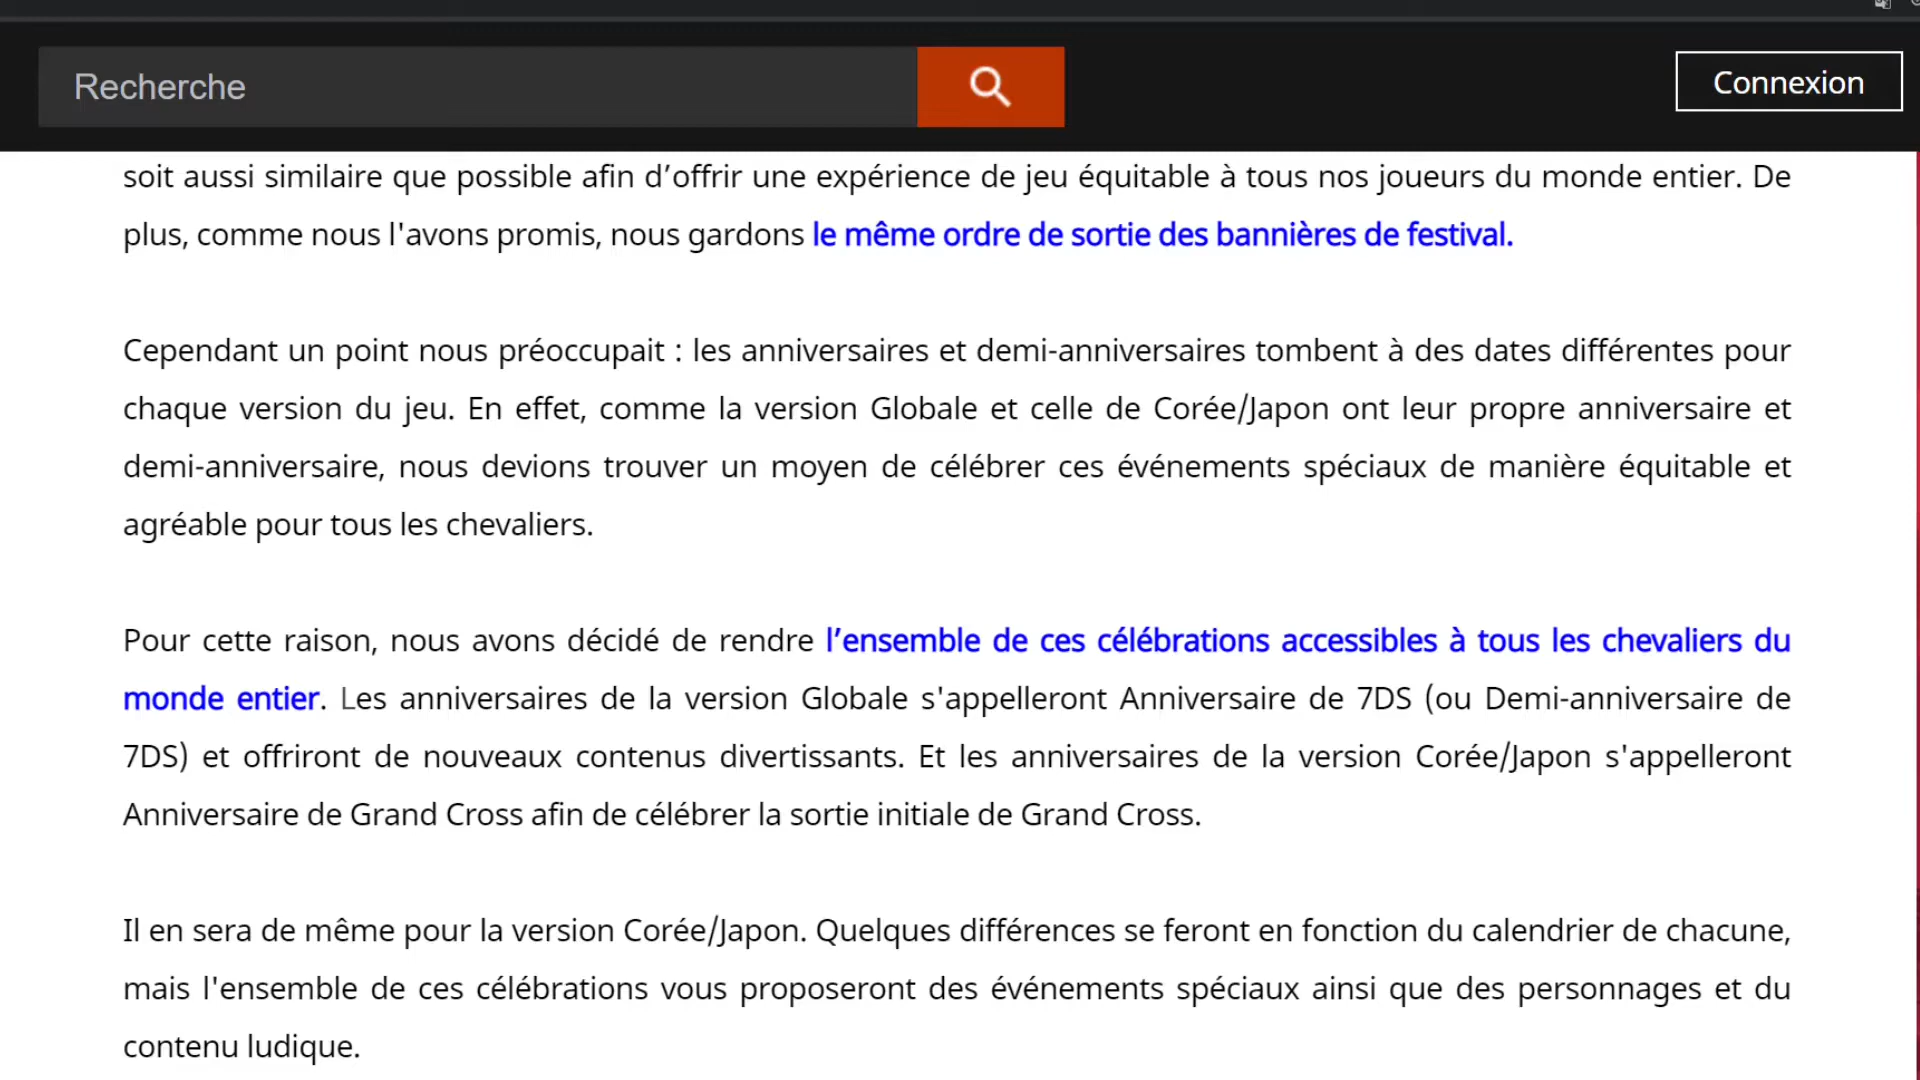 Recherche
Connexion
soit aussi similaire que possible afin d’offrir une expérience de jeu équitable à tous nos joueurs du monde entier. De
plus, comme nous l'avons promis, nous gardons le même ordre de sortie des bannières de festival.
Cependant un point nous préoccupait : les anniversaires et demi-anniversaires tombent à des dates différentes pour
chaque version du jeu. En effet, comme la version Globale et celle de Corée/Japon ont leur propre anniversaire et
demi-anniversaire, nous devions trouver un moyen de célébrer ces événements spéciaux de manière équitable et
agréable pour tous les chevaliers.
Pour cette raison, nous avons décidé de rendre l’ensemble de ces célébrations accessibles à tous les chevaliers du
monde entier. Les anniversaires de la version Globale s'appelleront Anniversaire de 7DS (ou Demi-anniversaire de
7DS) et offriront de nouveaux contenus divertissants. Et les anniversaires de la version Corée/Japon s'appelleront
Anniversaire de Grand Cross afin de célébrer la sortie initiale de Grand Cross.
Il en sera de même pour la version Corée/Japon. Quelques différences se feront en fonction du calendrier de chacune,
mais l'ensemble de ces célébrations vous proposeront des événements spéciaux ainsi que des personnages et du
contenu ludique.